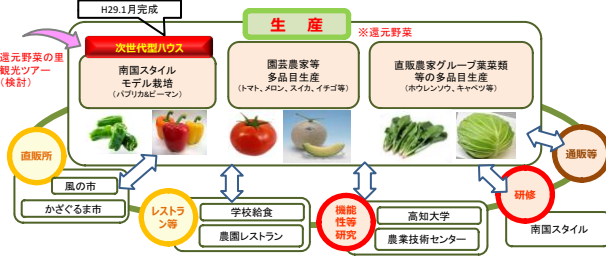 H29.1月完成
生 産
※還元野菜
還元野菜の里
観光ツアー
（検討）
次世代型ハウス
南国スタイル
モデル栽培
（パプリカ&ピーマン）
園芸農家等
多品目生産
（トマト、メロン、スイカ、イチゴ等）
直販農家グループ葉菜類
等の多品目生産
（ホウレンソウ、キャベツ等）
直販所
風の市
かざぐるま市
レストラ
ン等
学校給食
農園レストラン
機能
性等
研究
高知大学
農業技術センター
研修
南国スタイル
通販等